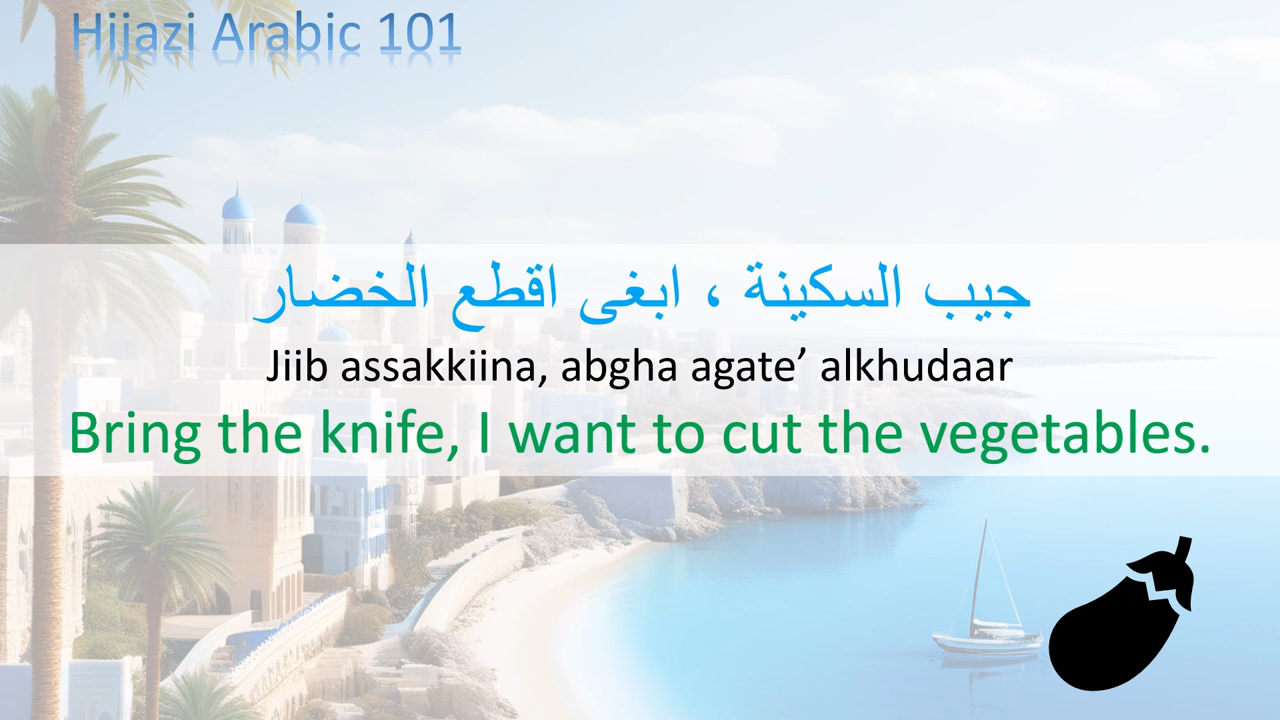 Hijazi Arabic 101
جيب السكينة ، ابغى اقطع الخضار
Jiib assakkiina, abgha agate’ alkhudaar
Bring the knife, I want to cut the vegetables.